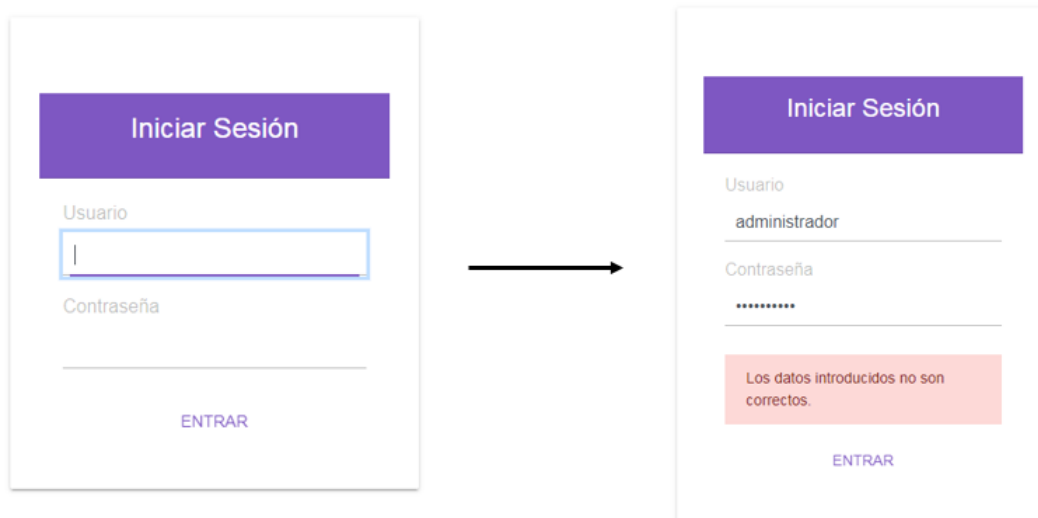 Iniciar Sesión
Usuario
Contraseña
ENTRAR
Iniciar Sesión
Usuario
administrador
Contraseña
••••••••••
Los datos introducidos no son
correctos.
ENTRAR